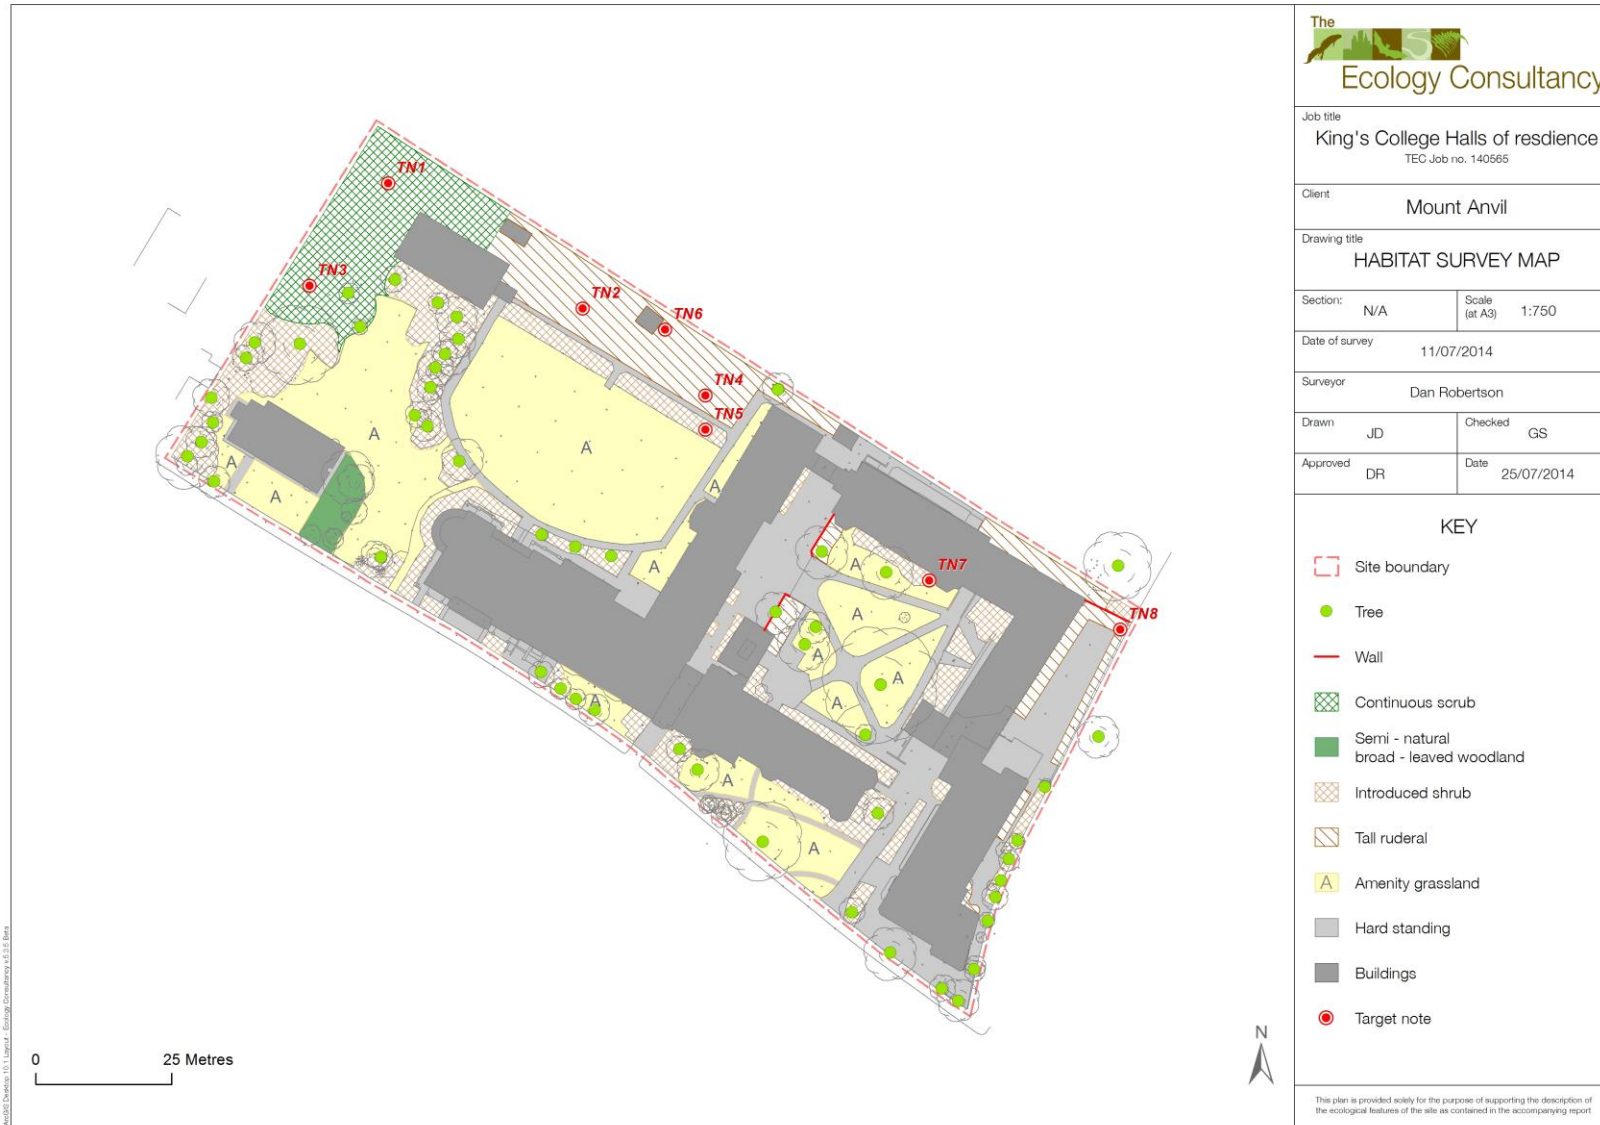 The
Ecology Consultancy
Job title
King's College Halls of resdience
TEC Job no. 140565
Client
Mount Anvil
Drawing title
HABITAT SURVEY MAP
Section:
N/A
Scale
(at A3)
1:750
Date of survey
11/07/2014
Surveyor
Dan Robertson
Drawn
JD
Checked
GS
Approved
DR
Date
25/07/2014
KEY
Site boundary
Tree
Wall
Continuous scrub
Semi - natural
broad - leaved woodland
Introduced shrub
Tall ruderal
A
Amenity grassland
Hard standing
Buildings
Target note
This plan is provided solely for the purpose of supporting the description of
the ecological features of the site as contained in the accompanying report
TN1
TN3
TN2
TN6
TN4
TN5
TN7
TN8
A
A
A
A
A
A
A
A
A
A
A
A
A
A
N
0
25 Metres